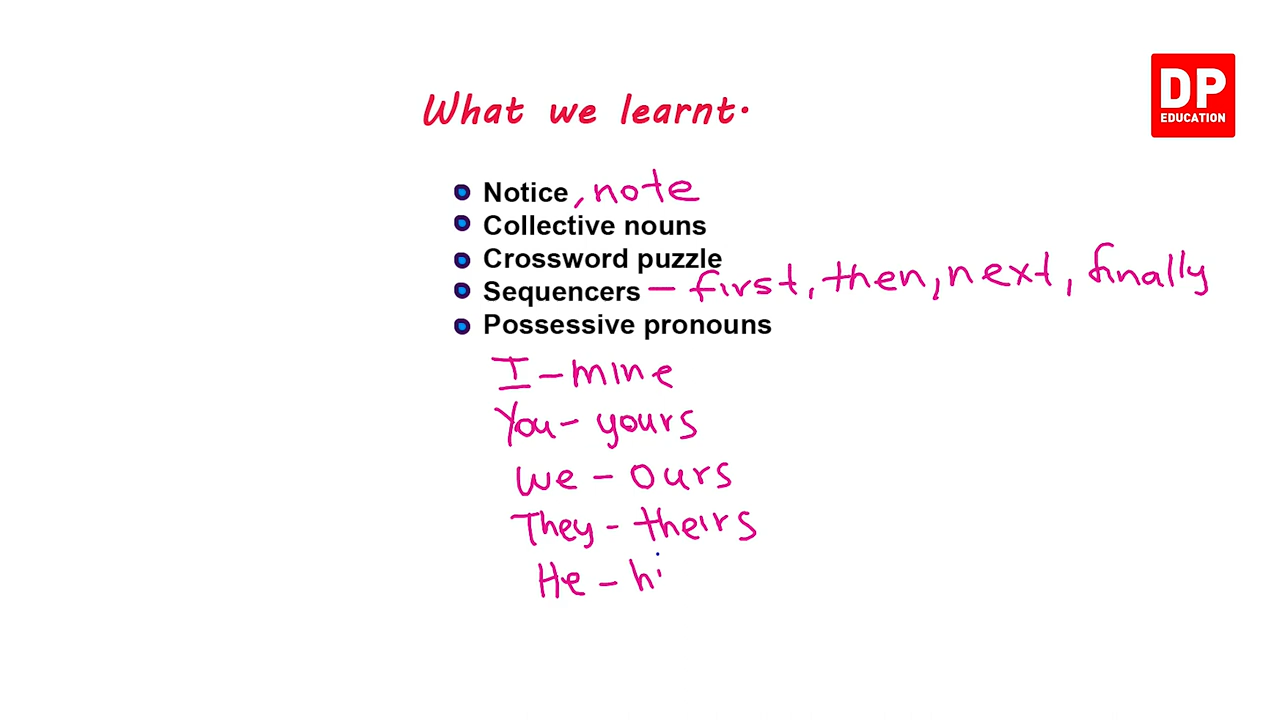 DP
EDUCATION
What we learnt.
Notice , note
Collective nouns
Crossword puzzle
Sequencers – first, then, next, finally
Possessive pronouns
I – mine
You – yours
We – ours
They – theirs
He – hi